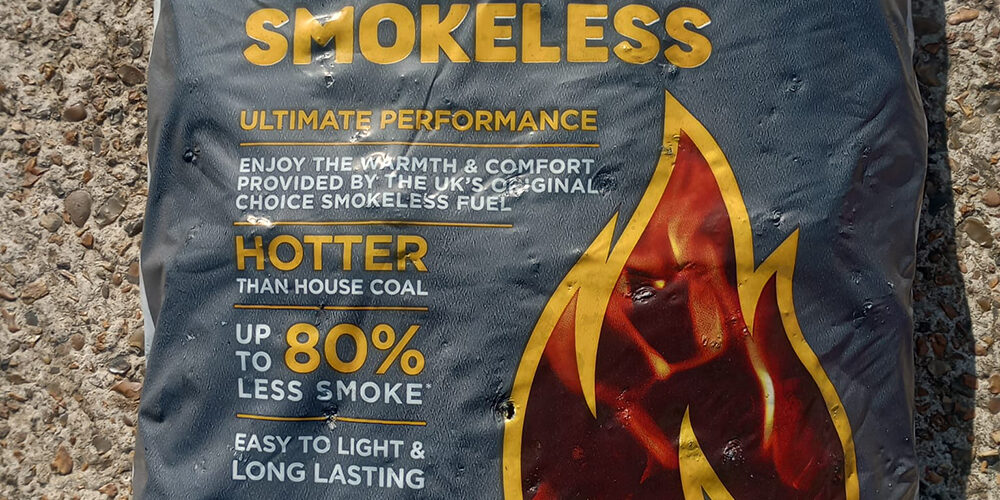 SMOKELESS
ULTIMATE PERFORMANCE
ENJOY THE WARMTH & COMFORT
PROVIDED BY THE UK'S ORIGINAL
CHOICE SMOKELESS FUEL
HOTTER
THAN HOUSE COAL
UP TO 80%
LESS SMOKE*
EASY TO LIGHT &
LONG LASTING